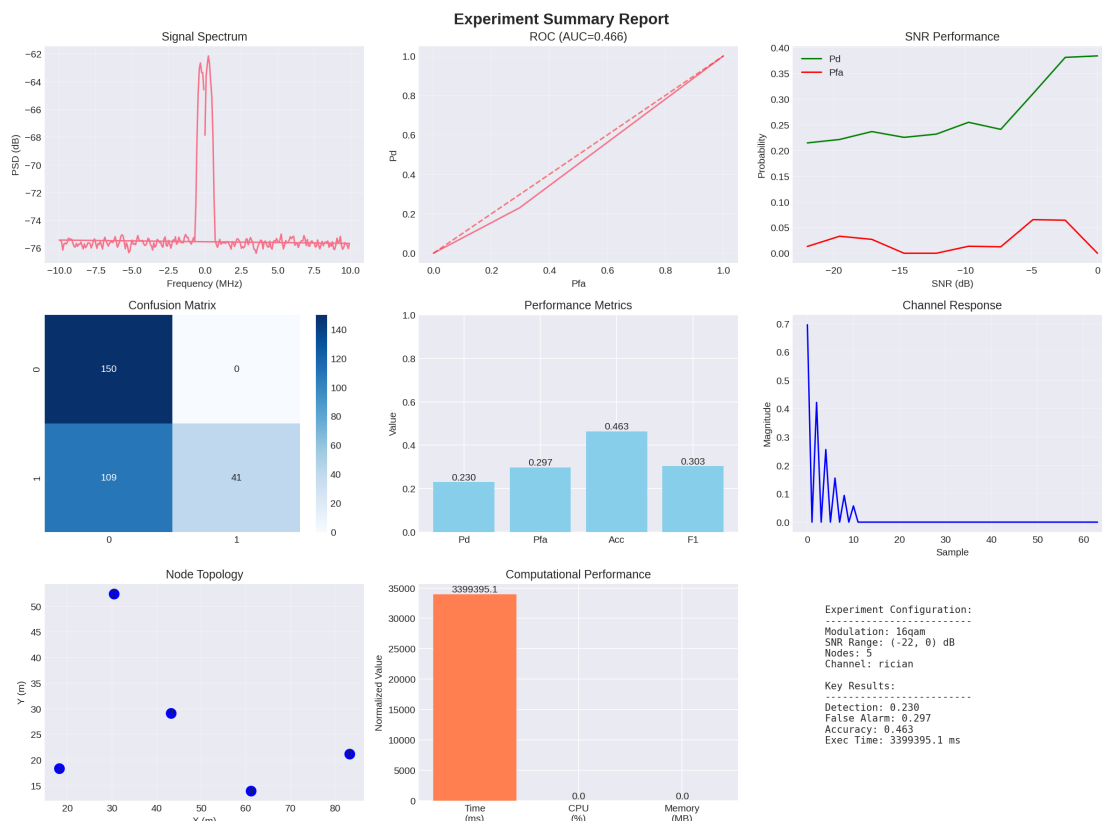 Experiment Summary Report
Signal Spectrum
−62
−64
−66
−68
−70
−72
−74
−76
PSD (dB)
−10.0 −7.5 −5.0 −2.5 0.0 2.5 5.0 7.5 10.0
Frequency (MHz)
ROC (AUC=0.466)
1.0
0.8
0.6
0.4
0.2
0.0
Pd
0.0 0.2 0.4 0.6 0.8 1.0
Pfa
SNR Performance
0.40
0.35
0.30
0.25
0.20
0.15
0.10
0.05
0.00
Probability
Pd
Pfa
−20 −15 −10 −5 0
SNR (dB)
Confusion Matrix
0
1
150 0
109 41
0 1
140
120
100
80
60
40
20
0
Performance Metrics
1.0
0.8
0.6
0.4
0.2
0.0
Value
0.230 0.297 0.463 0.303
Pd Pfa Acc F1
Channel Response
0.7
0.6
0.5
0.4
0.3
0.2
0.1
0.0
Magnitude
0 10 20 30 40 50 60
Sample
Node Topology
50
45
40
35
30
25
20
15
Y (m)
20 30 40 50 60 70 80
X (m)
Computational Performance
35000
30000
25000
20000
15000
10000
5000
0
Normalized Value
3399395.1 0.0 0.0
Time CPU Memory
(ms) (%) (MB)
Experiment Configuration:
------------------------
Modulation: 16qam
SNR Range: (-22, 0) dB
Nodes: 5
Channel: rician
Key Results:
------------------------
Detection: 0.230
False Alarm: 0.297
Accuracy: 0.463
Exec Time: 3399395.1 ms